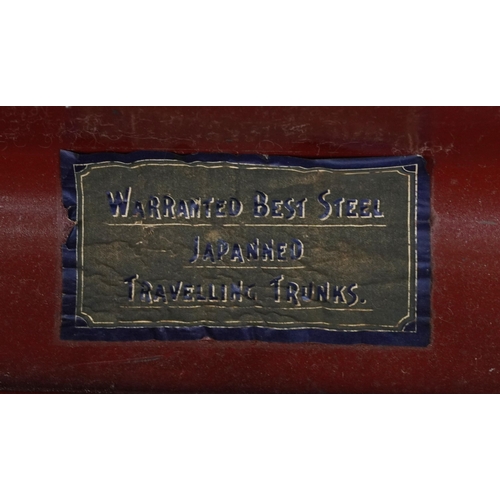 Warranted Best Steel
Japanned
Travelling Trunks.